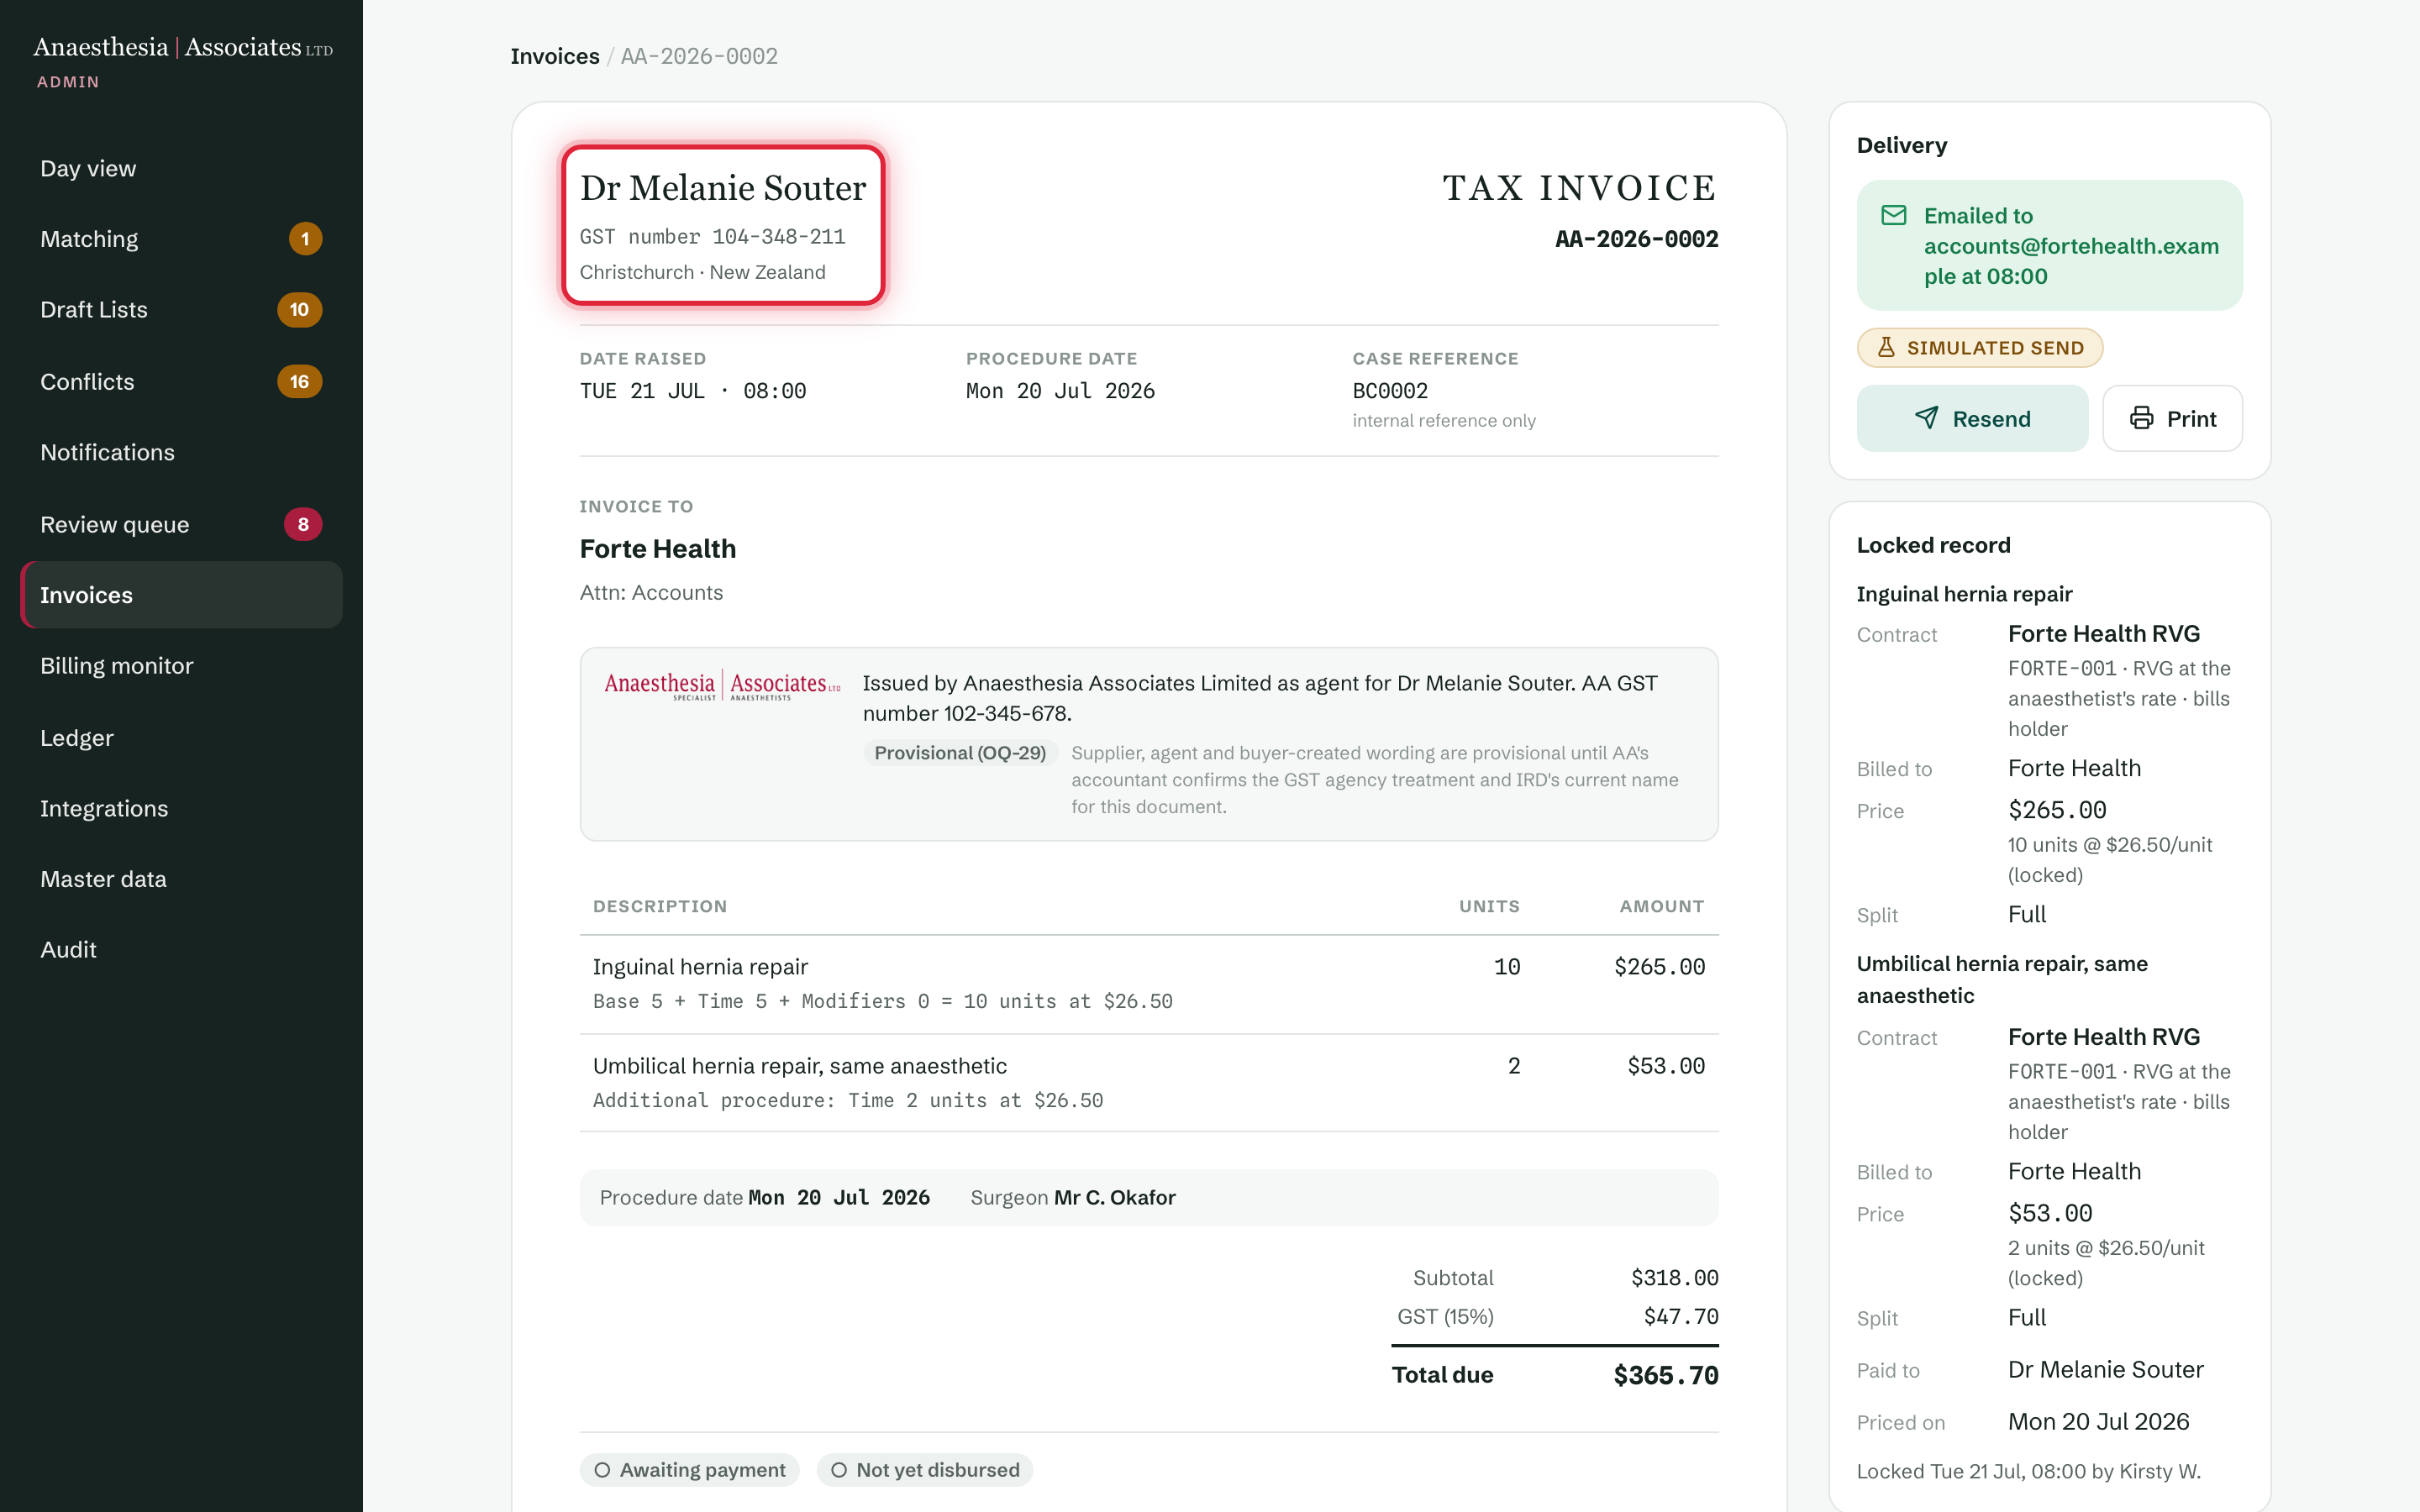 Anaesthesia | Associates LTD
ADMIN
Day view
Matching 1
Draft Lists 10
Conflicts 16
Notifications
Review queue 8
Invoices
Billing monitor
Ledger
Integrations
Master data
Audit
Invoices / AA-2026-0002
Dr Melanie Souter
GST number 104-348-211
Christchurch · New Zealand
TAX INVOICE
AA-2026-0002
DATE RAISED
TUE 21 JUL · 08:00
PROCEDURE DATE
Mon 20 Jul 2026
CASE REFERENCE
BC0002
internal reference only
INVOICE TO
Forte Health
Attn: Accounts
Anaesthesia | Associates LTD
SPECIALIST ANAESTHETISTS
Issued by Anaesthesia Associates Limited as agent for Dr Melanie Souter. AA GST
number 102-345-678.
Provisional (OQ-29)
Supplier, agent and buyer-created wording are provisional until AA's
accountant confirms the GST agency treatment and IRD's current name
for this document.
DESCRIPTION UNITS AMOUNT
Inguinal hernia repair 10 $265.00
Base 5 + Time 5 + Modifiers 0 = 10 units at $26.50
Umbilical hernia repair, same anaesthetic 2 $53.00
Additional procedure: Time 2 units at $26.50
Procedure date Mon 20 Jul 2026 Surgeon Mr C. Okafor
Subtotal $318.00
GST (15%) $47.70
Total due $365.70
Awaiting payment Not yet disbursed
Delivery
Emailed to
accounts@fortehealth.exam
ple at 08:00
SIMULATED SEND
Resend Print
Locked record
Inguinal hernia repair
Contract Forte Health RVG
FORTE-001 · RVG at the
anaesthetist's rate · bills
holder
Billed to Forte Health
Price $265.00
10 units @ $26.50/unit
(locked)
Split Full
Umbilical hernia repair, same
anaesthetic
Contract Forte Health RVG
FORTE-001 · RVG at the
anaesthetist's rate · bills
holder
Billed to Forte Health
Price $53.00
2 units @ $26.50/unit
(locked)
Split Full
Paid to Dr Melanie Souter
Priced on Mon 20 Jul 2026
Locked Tue 21 Jul, 08:00 by Kirsty W.